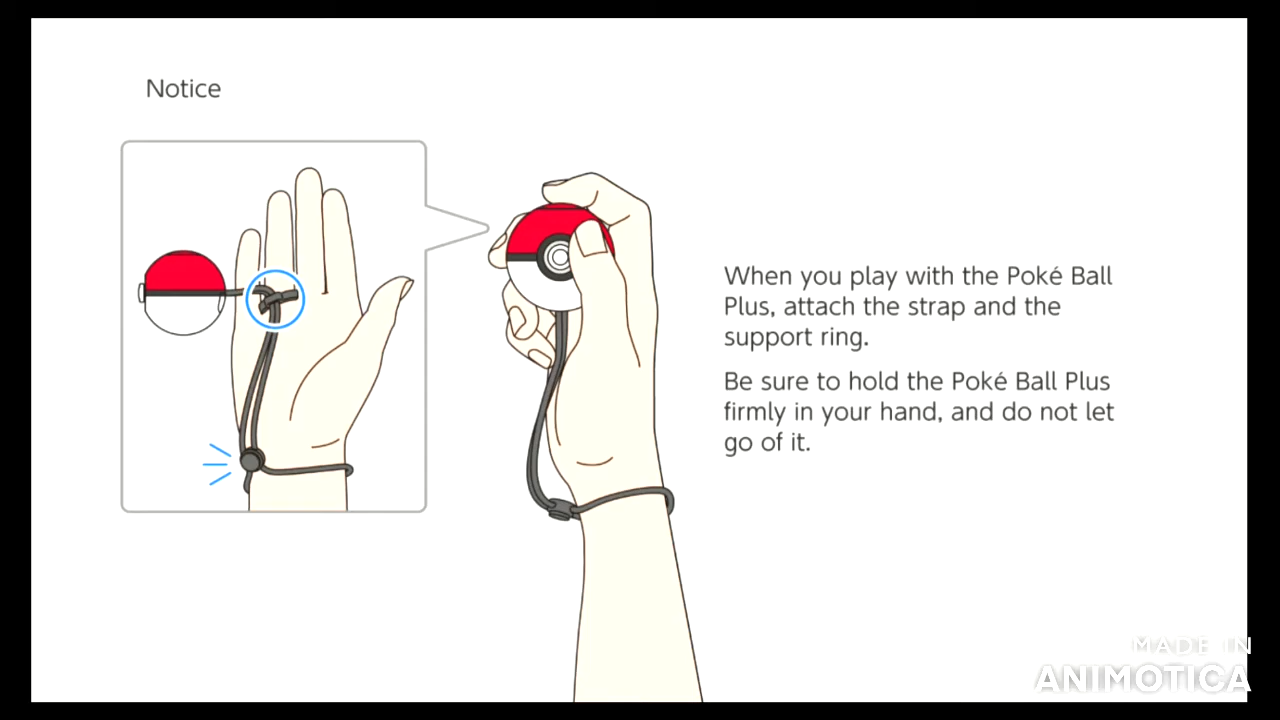 Notice
When you play with the Poké Ball
Plus, attach the strap and the
support ring.
Be sure to hold the Poké Ball Plus
firmly in your hand, and do not let
go of it.
MADE IN
ANIMOTICA